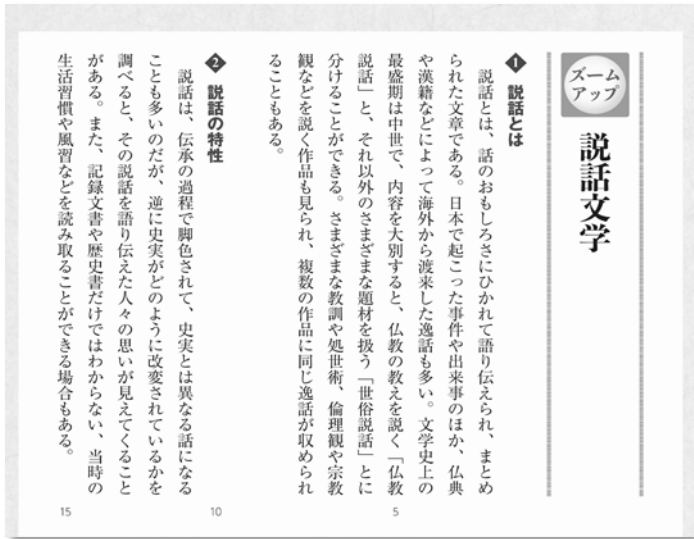 ズーム
アップ
説話文学
1 説話とは
説話とは、話のおもしろさにひかれて語り伝えられ、まとめ
られた文章である。日本で起こった事件や出来事のほか、仏典
や漢籍などによって海外から渡来した逸話も多い。文学史上の
最盛期は中世で、内容を大別すると、仏教の教えを説く「仏教
説話」と、それ以外のさまざまな題材を扱う「世俗説話」とに
分けることができる。さまざまな教訓や処世術、倫理観や宗教
観などを説く作品も見られ、複数の作品に同じ逸話が収められ
ることもある。
2 説話の特性
説話は、伝承の過程で脚色されて、史実とは異なる話になる
ことも多いのだが、逆に史実がどのように改変されているかを
調べると、その説話を語り伝えた人々の思いが見えてくること
がある。また、記録文書や歴史書だけではわからない、当時の
生活習慣や風習などを読み取ることができる場合もある。
5
10
15